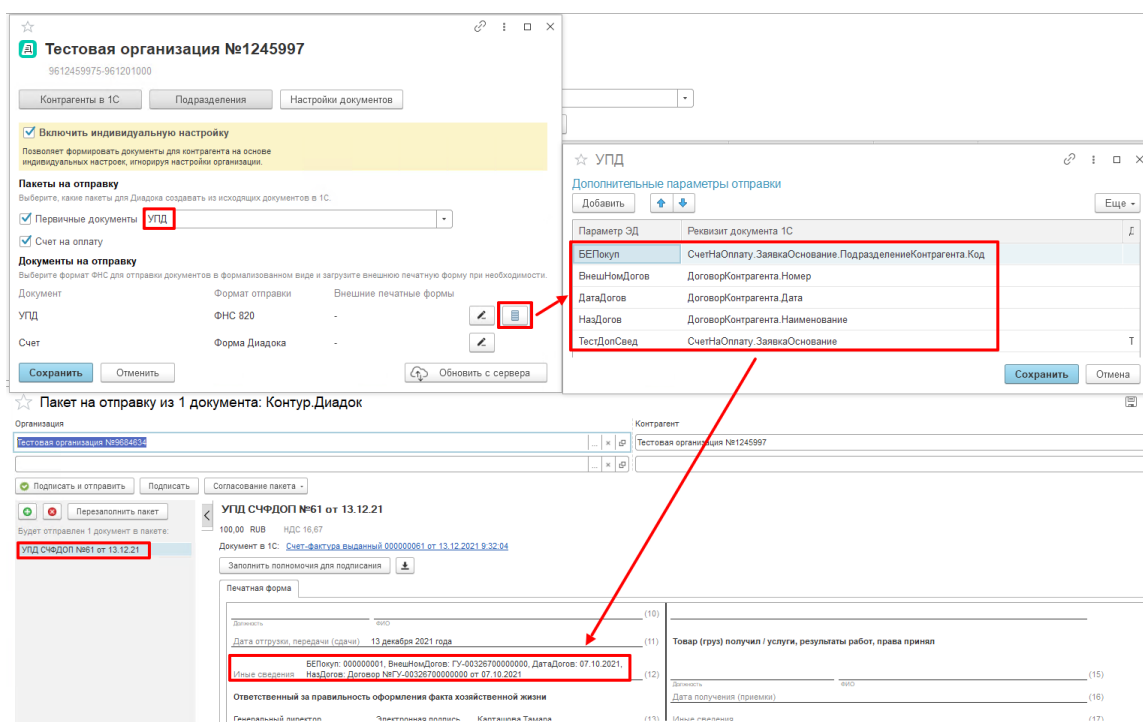 Тестовая организация №1245997
9612459975-961201000
Контрагенты в 1С Подразделения Настройки документов
Включить индивидуальную настройку
Позволяет формировать документы для контрагента на основе
индивидуальных настроек, игнорируя настройки организации.
Пакеты на отправку
Выберите, какие пакеты для Диадока создавать из исходящих документов в 1С.
Первичные документы УПД
Счет на оплату
Документы на отправку
Выберите формат ФНС для отправки документов в формализованном виде и загрузите внешнюю печатную форму при необходимости.
Документ Формат отправки Внешние печатные формы
УПД ФНС 820 -
Счет Форма Диадока -
Сохранить Отменить Обновить с сервера
УПД
Дополнительные параметры отправки
Добавить Еще
Параметр ЭД Реквизит документа 1С
БЕПокуп СчетНаОплату.ЗаявкаОснование.ПодразделениеКонтрагента.Код
ВнешНомДогов ДоговорКонтрагента.Номер
ДатаДогов ДоговорКонтрагента.Дата
НазДогов ДоговорКонтрагента.Наименование
ТестДопСвед СчетНаОплату.ЗаявкаОснование Т
Сохранить Отмена
Пакет на отправку из 1 документа: Контур.Диадок
Организация Контрагент
Тестовая организация №9684634 Тестовая организация №1245997
Подписать и отправить Подписать Согласование пакета
Перезаполнить пакет
Будет отправлен 1 документ в пакете:
УПД СЧФДОП №61 от 13.12.21
УПД СЧФДОП №61 от 13.12.21
100,00 RUB НДС 16,67
Документ в 1С: Счет-фактура выданный 000000061 от 13.12.2021 9:32:04
Заполнить полномочия для подписания
Печатная форма
(10)
Должность ФИО
Дата отгрузки, передачи (сдачи) 13 декабря 2021 года (11) Товар (груз) получил / услуги, результаты работ, права принял
БЕПокуп: 000000001, ВнешНомДогов: ГУ-00326700000000, ДатаДогов: 07.10.2021,
Иные сведения НазДогов: Договор №ГУ-00326700000000 от 07.10.2021 (12) (15)
Должность ФИО
Ответственный за правильность оформления факта хозяйственной жизни Дата получения (приемки) (16)
Генеральный директор Электронная подпись Карташова Тамара (13) Иные сведения (17)